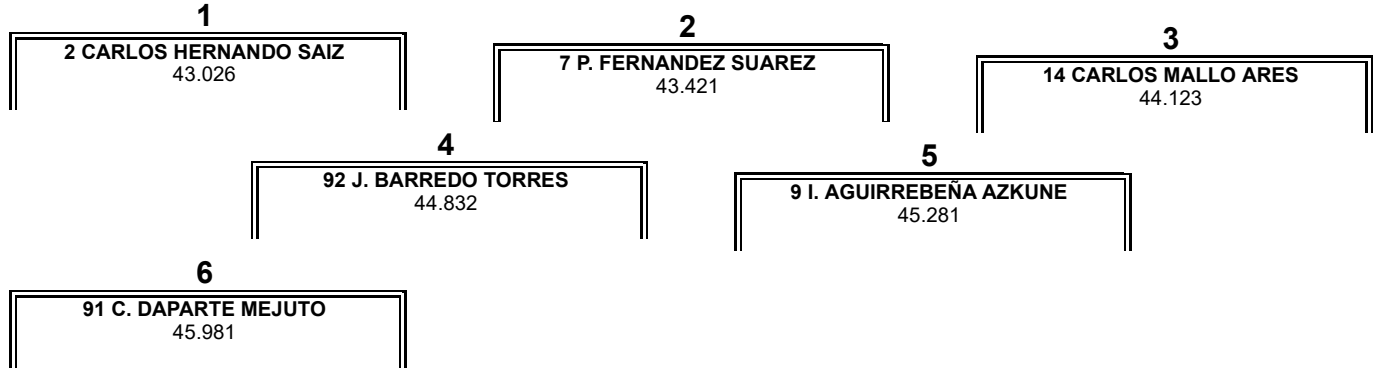 1
2 CARLOS HERNANDO SAIZ
43.026
2
7 P. FERNANDEZ SUAREZ
43.421
3
14 CARLOS MALLO ARES
44.123
4
92 J. BARREDO TORRES
44.832
5
9 I. AGUIRREBEÑA AZKUNE
45.281
6
91 C. DAPARTE MEJUTO
45.981